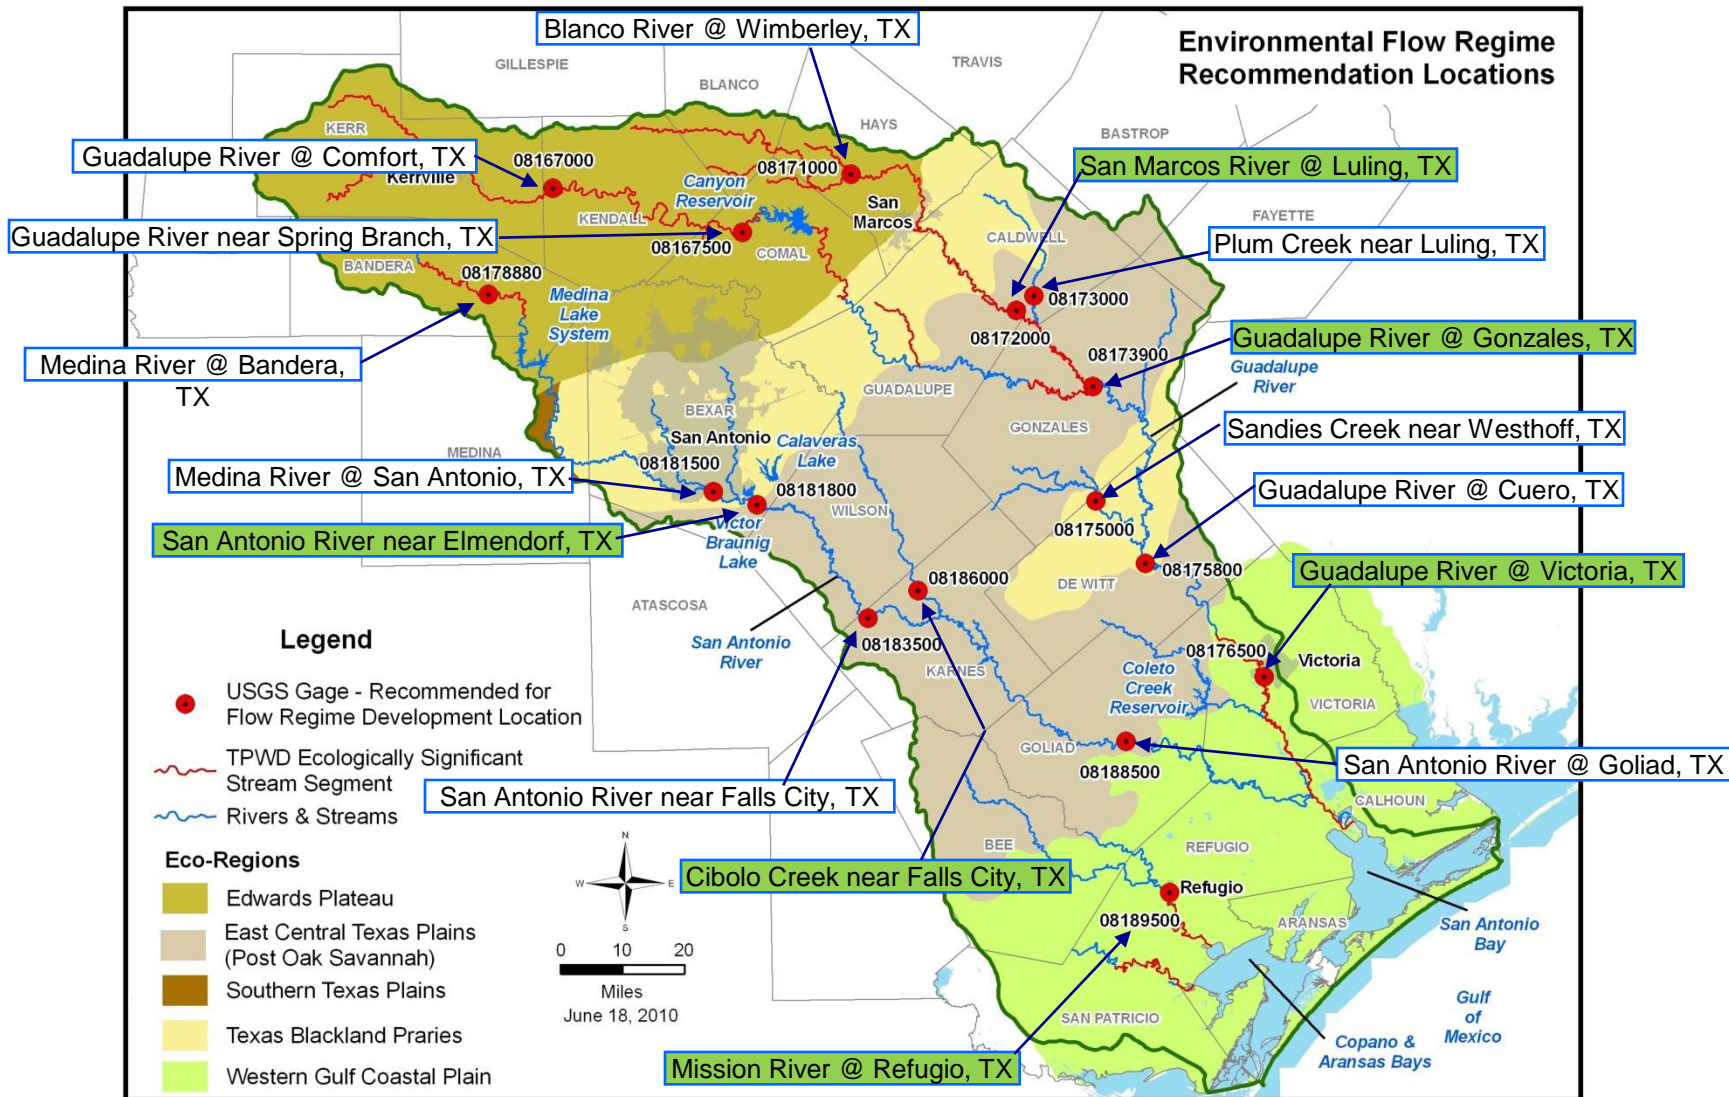 Environmental Flow Regime
Recommendation Locations
Blanco River @ Wimberley, TX
GILLESPIE
TRAVIS
BLANCO
HAYS
BASTROP
KERR
Guadalupe River @ Comfort, TX
08167000
Kerrville
08171000
San Marcos River @ Luling, TX
Canyon
Reservoir
San
Marcos
FAYETTE
KENDALL
Guadalupe River near Spring Branch, TX
08167500
COMAL
CALDWELL
Plum Creek near Luling, TX
BANDERA
08178880
Medina
Lake
System
08173000
08172000
Guadalupe River @ Gonzales, TX
08173900
Medina River @ Bandera,
TX
Guadalupe
River
GUADALUPE
BEXAR
San Antonio
GONZALES
Sandies Creek near Westhoff, TX
MEDINA
Calaveras
Lake
08181500
Medina River @ San Antonio, TX
08181800
WILSON
Guadalupe River @ Cuero, TX
08175000
San Antonio River near Elmendorf, TX
Victor
Braunig
Lake
08175800
Guadalupe River @ Victoria, TX
08186000
DE WITT
ATASCOSA
Legend
San Antonio
River
08183500
KARNES
08176500
Victoria
Coleto
Creek
Reservoir
VICTORIA
USGS Gage - Recommended for
Flow Regime Development Location
GOLIAD
08188500
San Antonio River @ Goliad, TX
TPWD Ecologically Significant
Stream Segment
San Antonio River near Falls City, TX
CALHOUN
Rivers & Streams
N
W
E
S
BEE
REFUGIO
Eco-Regions
Cibolo Creek near Falls City, TX
Refugio
Edwards Plateau
08189500
ARANSAS
San Antonio
Bay
East Central Texas Plains
(Post Oak Savannah)
0 10 20
Miles
June 18, 2010
Southern Texas Plains
Gulf
of
Mexico
SAN PATRICIO
Texas Blackland Praries
Copano &
Aransas Bays
Mission River @ Refugio, TX
Western Gulf Coastal Plain